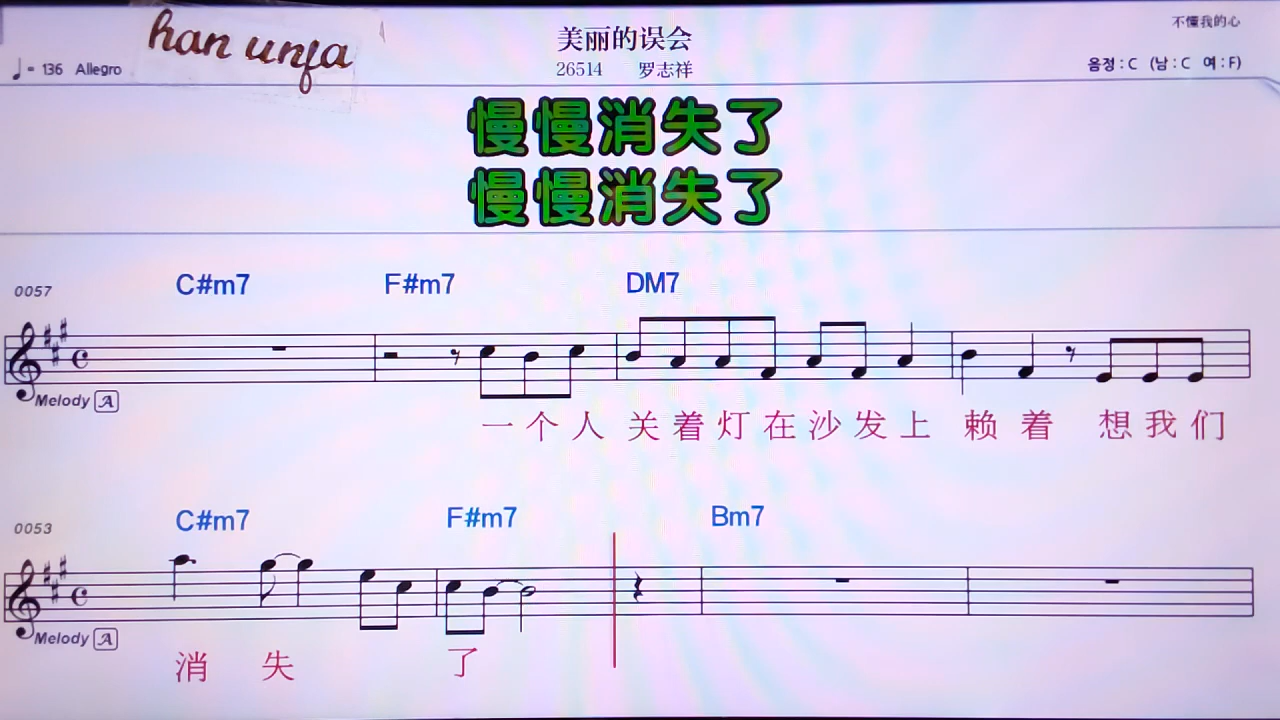 han unfa
美丽的误会
不懂我的心
♩= 136 Allegro
26514 罗志祥
음정 : C (남 : C 여 : F)
慢慢消失了
慢慢消失了
0057
C#m7 F#m7 DM7
Melody A
一个人关着灯在沙发上赖着 想我们
0053
C#m7 F#m7 Bm7
Melody A
消 失 了